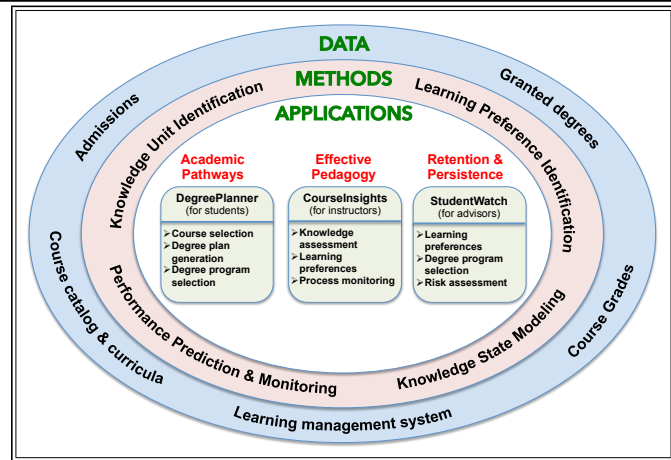 DATA
METHODS
APPLICATIONS
Admissions
Granted degrees
Knowledge Unit Identification
Learning Preference Identification
Academic
Pathways
DegreePlanner
(for students)
➢Course selection
➢Degree plan
generation
➢Degree program
selection
Effective
Pedagogy
CourseInsights
(for instructors)
➢Knowledge
assessment
➢Learning
preferences
➢Process monitoring
Retention &
Persistence
StudentWatch
(for advisors)
➢Learning
preferences
➢Degree program
selection
➢Risk assessment
Performance Prediction & Monitoring
Knowledge State Modeling
Course catalog & curricula
Course Grades
Learning management system